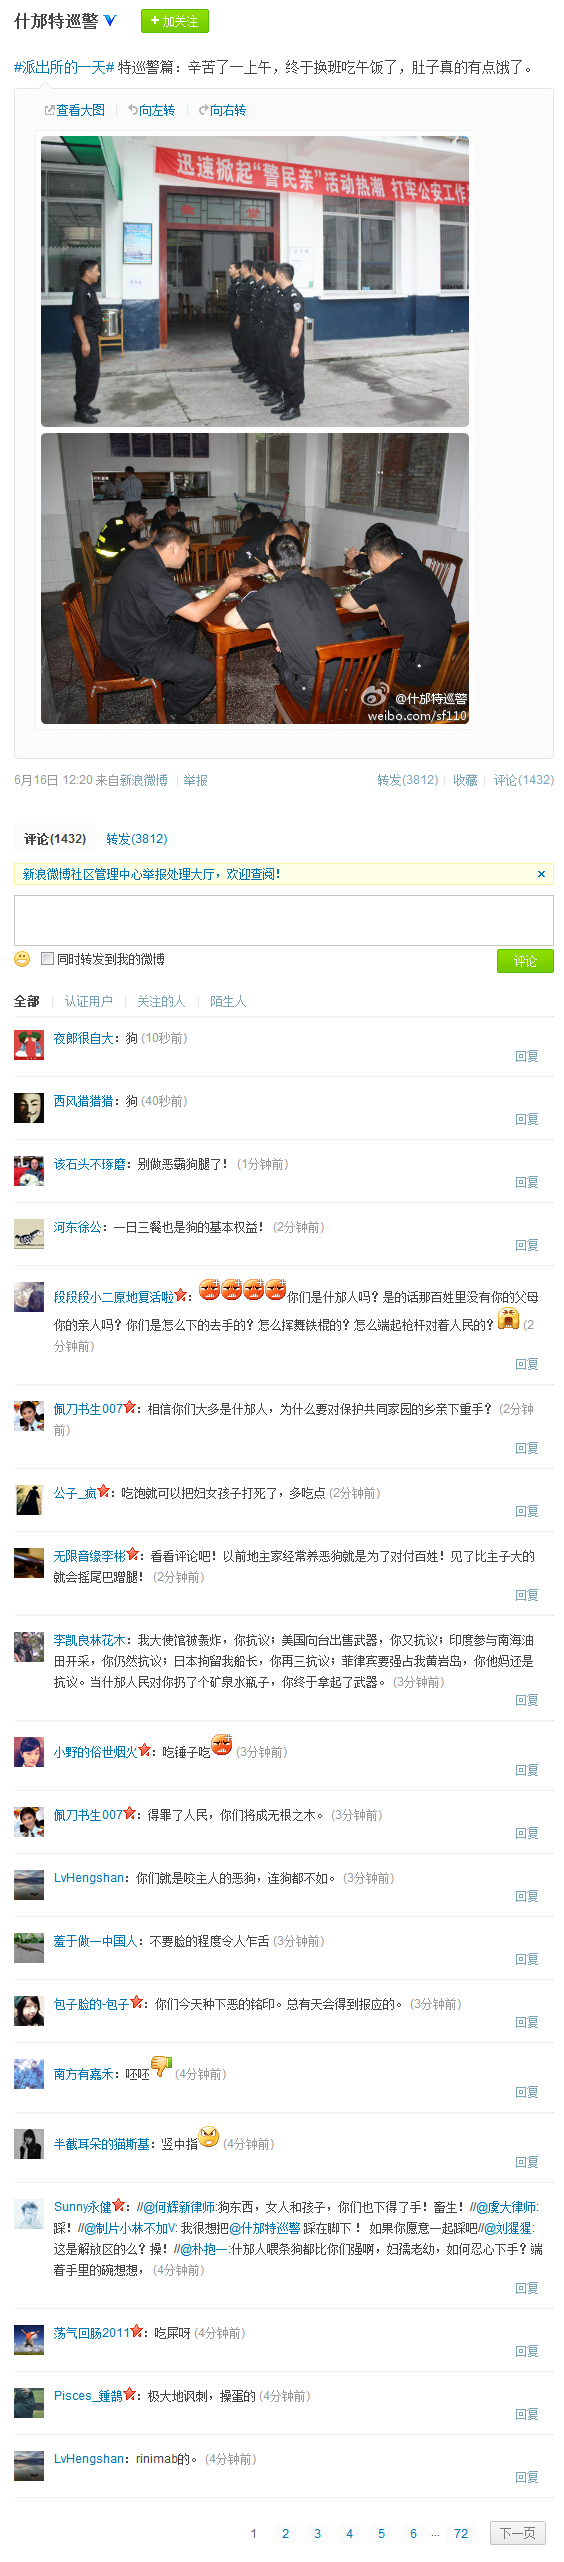 什邡特巡警
+ 加关注
#派出所的一天# 特巡警篇：辛苦了一上午，终于换班吃午饭了，肚子真的有点饿了。
查看大图 | 向左转 | 向右转
迅速掀起“警民亲”活动热潮 打牢公安工作
@什邡特巡警
weibo.com/sf110
6月16日 12:20 来自新浪微博 | 举报
转发(3812) | 收藏 | 评论(1432)
评论(1432) 转发(3812)
新浪微博社区管理中心举报处理大厅，欢迎查阅！ ×
同时转发到我的微博
评论
全部 | 认证用户 | 关注的人 | 陌生人
夜郎很自大：狗 (10秒前)
回复
西风猎猎猎：狗 (40秒前)
回复
该石头不琢磨：别做恶霸狗腿了！ (1分钟前)
回复
河东徐公：一日三餐也是狗的基本权益！ (2分钟前)
回复
段段段小二原地复活啦：你们是什邡人吗？是的话那百姓里没有你的父母
你的亲人吗？你们是怎么下的去手的？怎么挥舞铁棍的？怎么端起枪杆对着人民的？ (2
分钟前)
回复
佩刀书生007：相信你们大多是什邡人，为什么要对保护共同家园的乡亲下重手？ (2分钟
前)
回复
公子_疯：吃饱就可以把妇女孩子打死了，多吃点 (2分钟前)
回复
无限音缘李彬：看看评论吧！以前地主家经常养恶狗就是为了对付百姓！见了比主子大的
就会摇尾巴蹭腿！ (2分钟前)
回复
李凯良林花木：我大使馆被轰炸，你抗议；美国向台出售武器，你又抗议；印度参与南海油
田开采，你仍然抗议；日本拘留我船长，你再三抗议；菲律宾要强占我黄岩岛，你他妈还是
抗议。当什邡人民对你扔了个矿泉水瓶子，你终于拿起了武器。 (3分钟前)
回复
小野的俗世烟火：吃锤子吃 (3分钟前)
回复
佩刀书生007：得罪了人民，你们将成无根之木。 (3分钟前)
回复
LvHengshan：你们就是咬主人的恶狗，连狗都不如。 (3分钟前)
回复
羞于做一中国人：不要脸的程度令人乍舌 (3分钟前)
回复
包子脸的-包子：你们今天种下恶的铭印。总有天会得到报应的。 (3分钟前)
回复
南方有嘉禾：呸呸 (4分钟前)
回复
半截耳朵的猫斯基：竖中指 (4分钟前)
回复
Sunny永健：//@何辉新律师:狗东西，女人和孩子，你们也下得了手！畜生！//@虞大律师:
踩！//@制片小林不加V: 我很想把@什邡特巡警 踩在脚下 ！ 如果你愿意一起踩吧//@刘猩猩:
这是解放区的么？操！//@朴抱一:什邡人喂条狗都比你们强啊，妇孺老幼，如何忍心下手？端
着手里的碗想想， (4分钟前)
回复
荡气回肠2011：吃屎呀 (4分钟前)
回复
Pisces_鍾鹄：极大地讽刺，操蛋的 (4分钟前)
回复
LvHengshan：rinimab的。 (4分钟前)
回复
1 2 3 4 5 6 ... 72 下一页